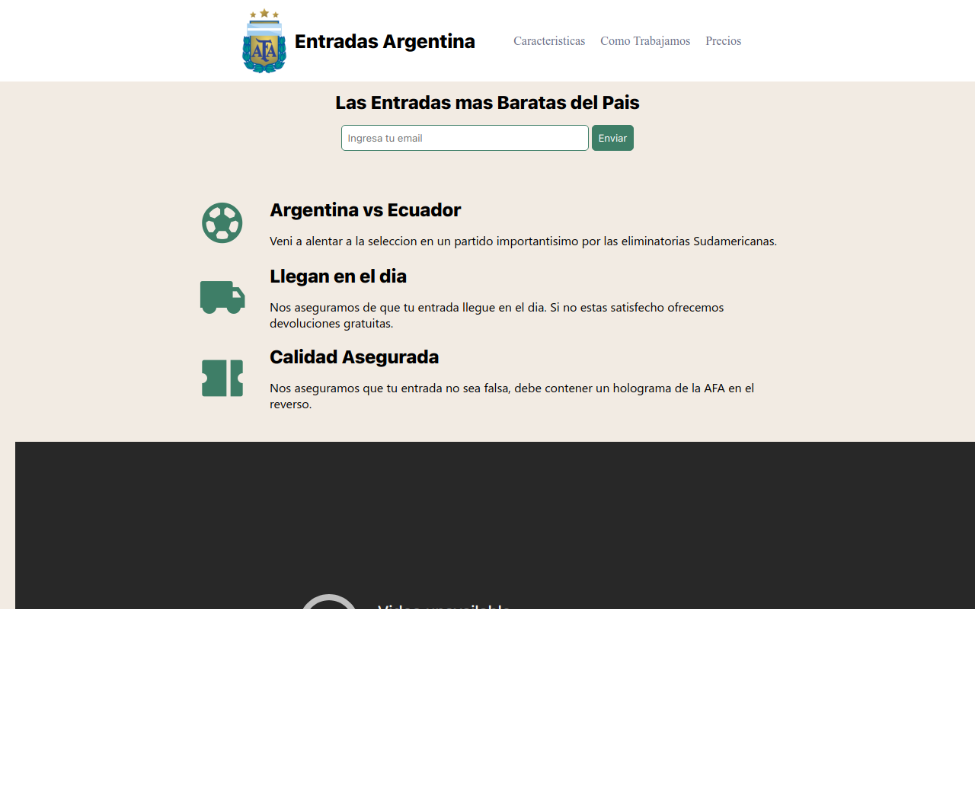 AFA
Entradas Argentina
Caracteristicas
Como Trabajamos
Precios
Las Entradas mas Baratas del Pais
Ingresa tu email
Enviar
Argentina vs Ecuador
Veni a alentar a la seleccion en un partido importantisimo por las eliminatorias Sudamericanas.
Llegan en el dia
Nos aseguramos de que tu entrada llegue en el dia. Si no estas satisfecho ofrecemos
devoluciones gratuitas.
Calidad Asegurada
Nos aseguramos que tu entrada no sea falsa, debe contener un holograma de la AFA en el
reverso.